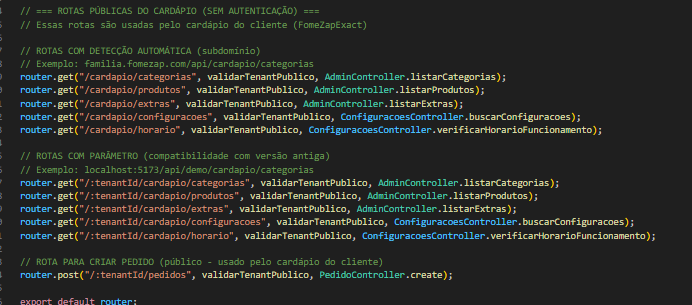 // === ROTAS PÚBLICAS DO CARDÁPIO (SEM AUTENTICAÇÃO) ===
// Essas rotas são usadas pelo cardápio do cliente (FomeZapExact)
// ROTAS COM DETECÇÃO AUTOMÁTICA (subdomínio)
// Exemplo: familia.fomezap.com/api/cardapio/categorias
router.get("/cardapio/categorias", validarTenantPublico, AdminController.listarCategorias);
router.get("/cardapio/produtos", validarTenantPublico, AdminController.listarProdutos);
router.get("/cardapio/extras", validarTenantPublico, AdminController.listarExtras);
router.get("/cardapio/configuracoes", validarTenantPublico, ConfiguracoesController.buscarConfiguracoes);
router.get("/cardapio/horario", validarTenantPublico, ConfiguracoesController.verificarHorarioFuncionamento);
// ROTAS COM PARÂMETRO (compatibilidade com versão antiga)
// Exemplo: localhost:5173/api/demo/cardapio/categorias
router.get("/:tenantId/cardapio/categorias", validarTenantPublico, AdminController.listarCategorias);
router.get("/:tenantId/cardapio/produtos", validarTenantPublico, AdminController.listarProdutos);
router.get("/:tenantId/cardapio/extras", validarTenantPublico, AdminController.listarExtras);
router.get("/:tenantId/cardapio/configuracoes", validarTenantPublico, ConfiguracoesController.buscarConfiguracoes);
router.get("/:tenantId/cardapio/horario", validarTenantPublico, ConfiguracoesController.verificarHorarioFuncionamento);
// ROTA PARA CRIAR PEDIDO (público - usado pelo cardápio do cliente)
router.post("/:tenantId/pedidos", validarTenantPublico, PedidoController.create);
export default router;